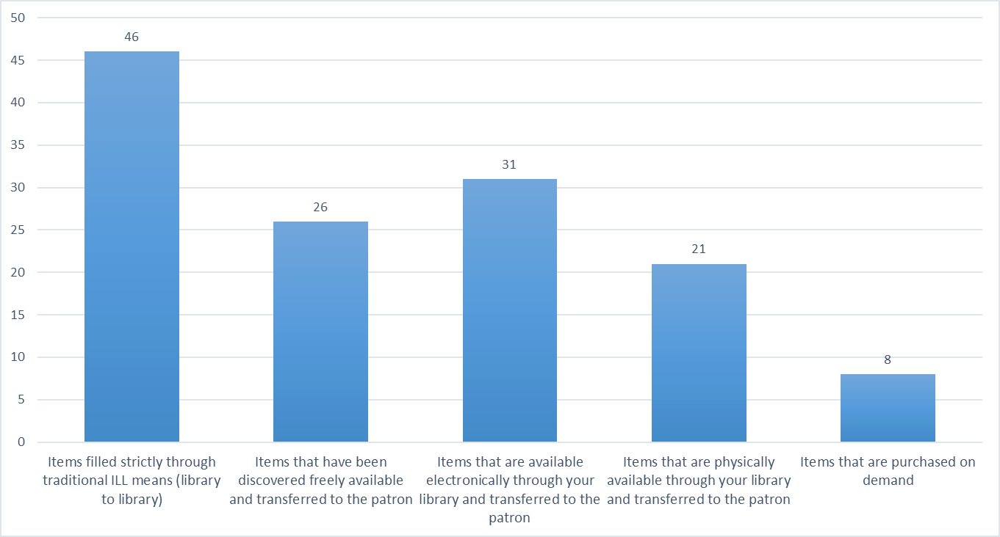 50
46
45
40
35
31
30
26
25
21
20
15
10
8
5
0
Items filled strictly through
traditional ILL means (library
to library)
Items that have been
discovered freely available
and transferred to the patron
Items that are available
electronically through your
library and transferred to the
patron
Items that are physically
available through your library
and transferred to the patron
Items that are purchased on
demand